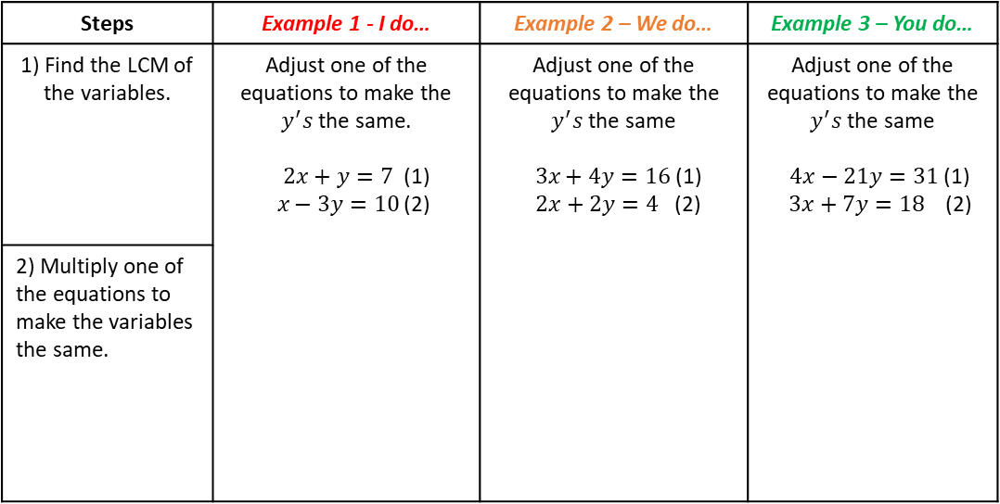 Steps
Example 1 - I do...
Example 2 – We do...
Example 3 – You do...
1) Find the LCM of
the variables.
Adjust one of the
equations to make the
y's the same.
2x + y = 7 (1)
x − 3y = 10 (2)
Adjust one of the
equations to make the
y's the same
3x + 4y = 16 (1)
2x + 2y = 4 (2)
Adjust one of the
equations to make the
y's the same
4x − 21y = 31 (1)
3x + 7y = 18 (2)
2) Multiply one of
the equations to
make the variables
the same.